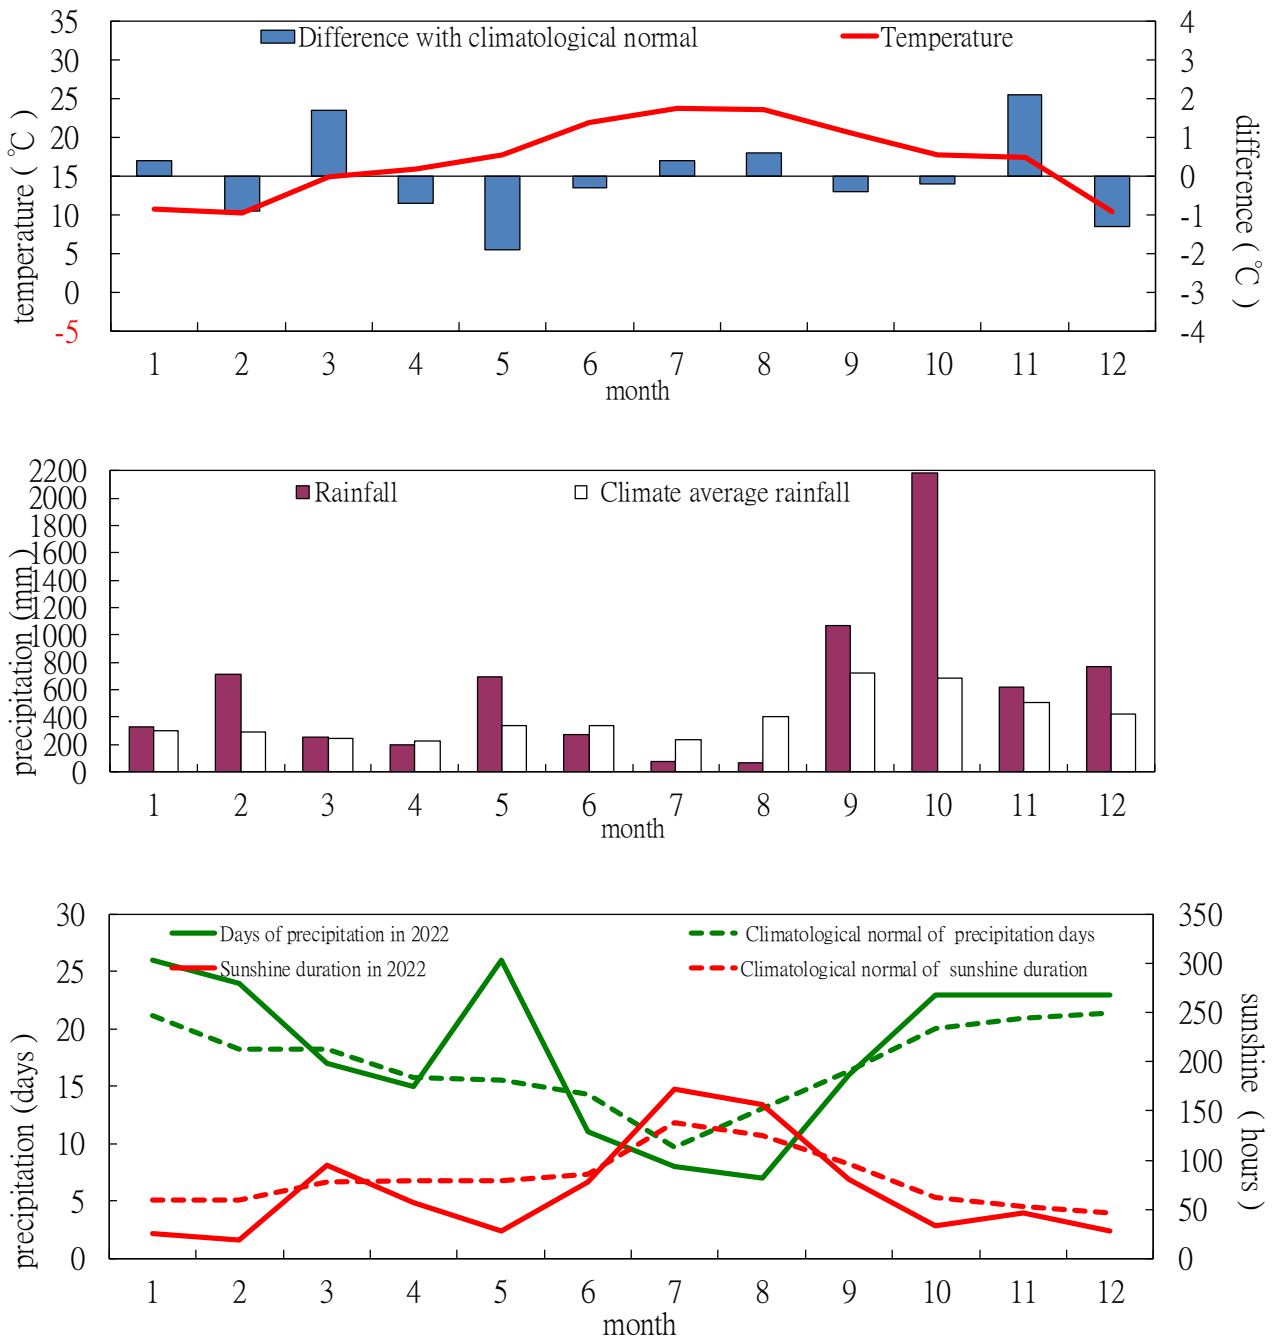 Difference with climatological normal
Temperature
35
30
25
20
15
10
5
0
-5
4
3
2
1
0
-1
-2
-3
-4
temperature ( ℃ )
difference ( ℃ )
1 2 3 4 5 6 7 8 9 10 11 12
month
Rainfall
Climate average rainfall
2200
2000
1800
1600
1400
1200
1000
800
600
400
200
0
precipitation (mm)
1 2 3 4 5 6 7 8 9 10 11 12
month
Days of precipitation in 2022
Climatological normal of precipitation days
Sunshine duration in 2022
Climatological normal of sunshine duration
30
25
20
15
10
5
0
350
300
250
200
150
100
50
0
precipitation (days)
sunshine ( hours)
1 2 3 4 5 6 7 8 9 10 11 12
month